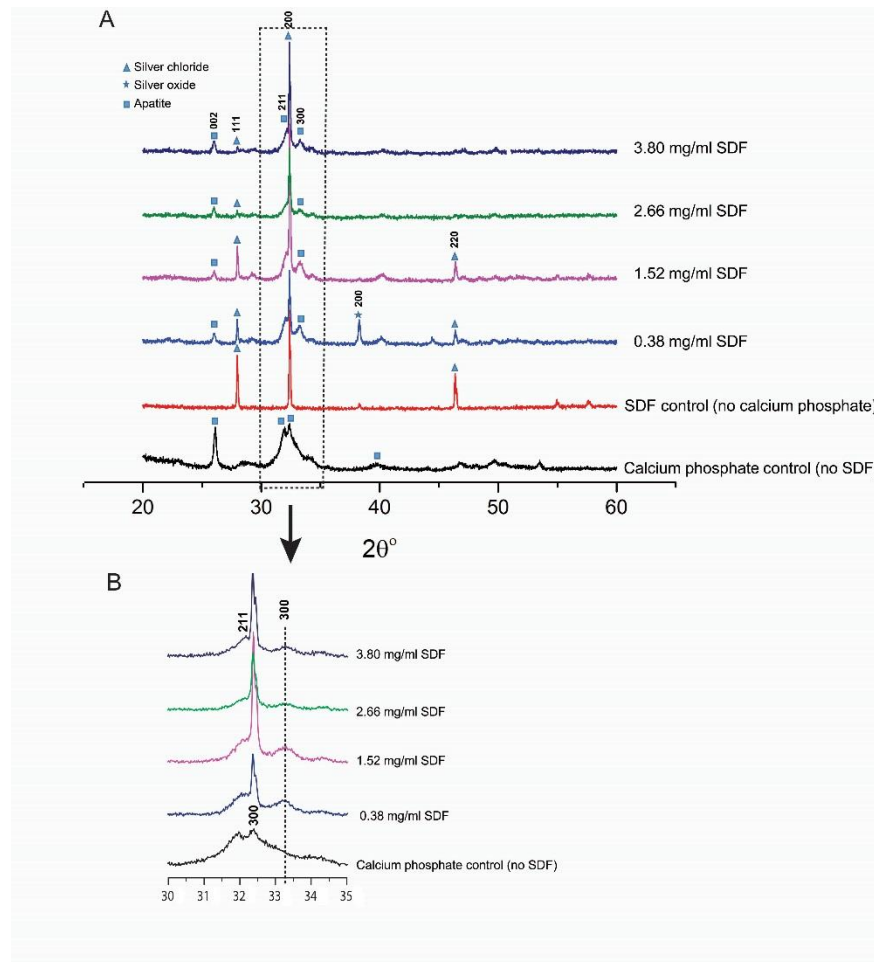 A
200
Silver chloride
Silver oxide
Apatite
002
111
211
300
3.80 mg/ml SDF
2.66 mg/ml SDF
220
1.52 mg/ml SDF
200
0.38 mg/ml SDF
SDF control (no calcium phosphate)
Calcium phosphate control (no SDF
20 30 40 50 60
2θ°
B
211
300
3.80 mg/ml SDF
2.66 mg/ml SDF
1.52 mg/ml SDF
0.38 mg/ml SDF
300
Calcium phosphate control (no SDF)
30 31 32 33 34 35